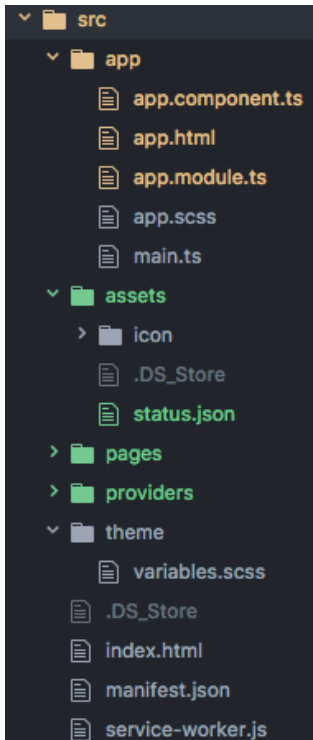 src
app
app.component.ts
app.html
app.module.ts
app.scss
main.ts
assets
icon
.DS_Store
status.json
pages
providers
theme
variables.scss
.DS_Store
index.html
manifest.json
service-worker.js